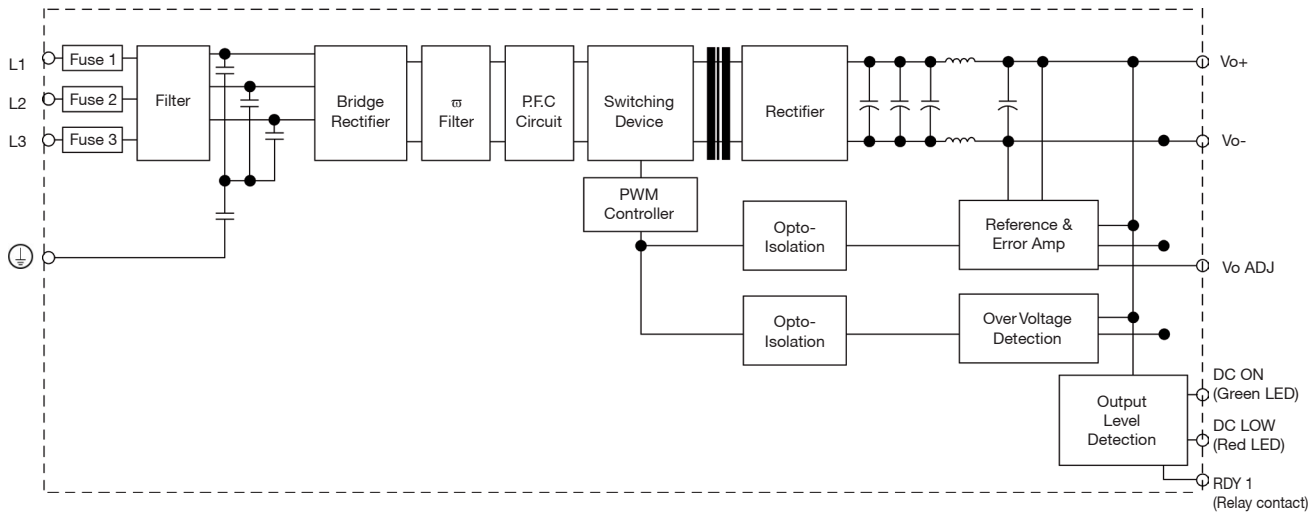 L1
Fuse 1
L2
Fuse 2
L3
Fuse 3
Filter
Bridge
Rectifier
ϖ
Filter
P.F.C
Circuit
Switching
Device
Rectifier
Vo+
Vo-
PWM
Controller
Opto-
Isolation
Reference &
Error Amp
Vo ADJ
Opto-
Isolation
Over Voltage
Detection
Output
Level
Detection
DC ON
(Green LED)
DC LOW
(Red LED)
RDY 1
(Relay contact)